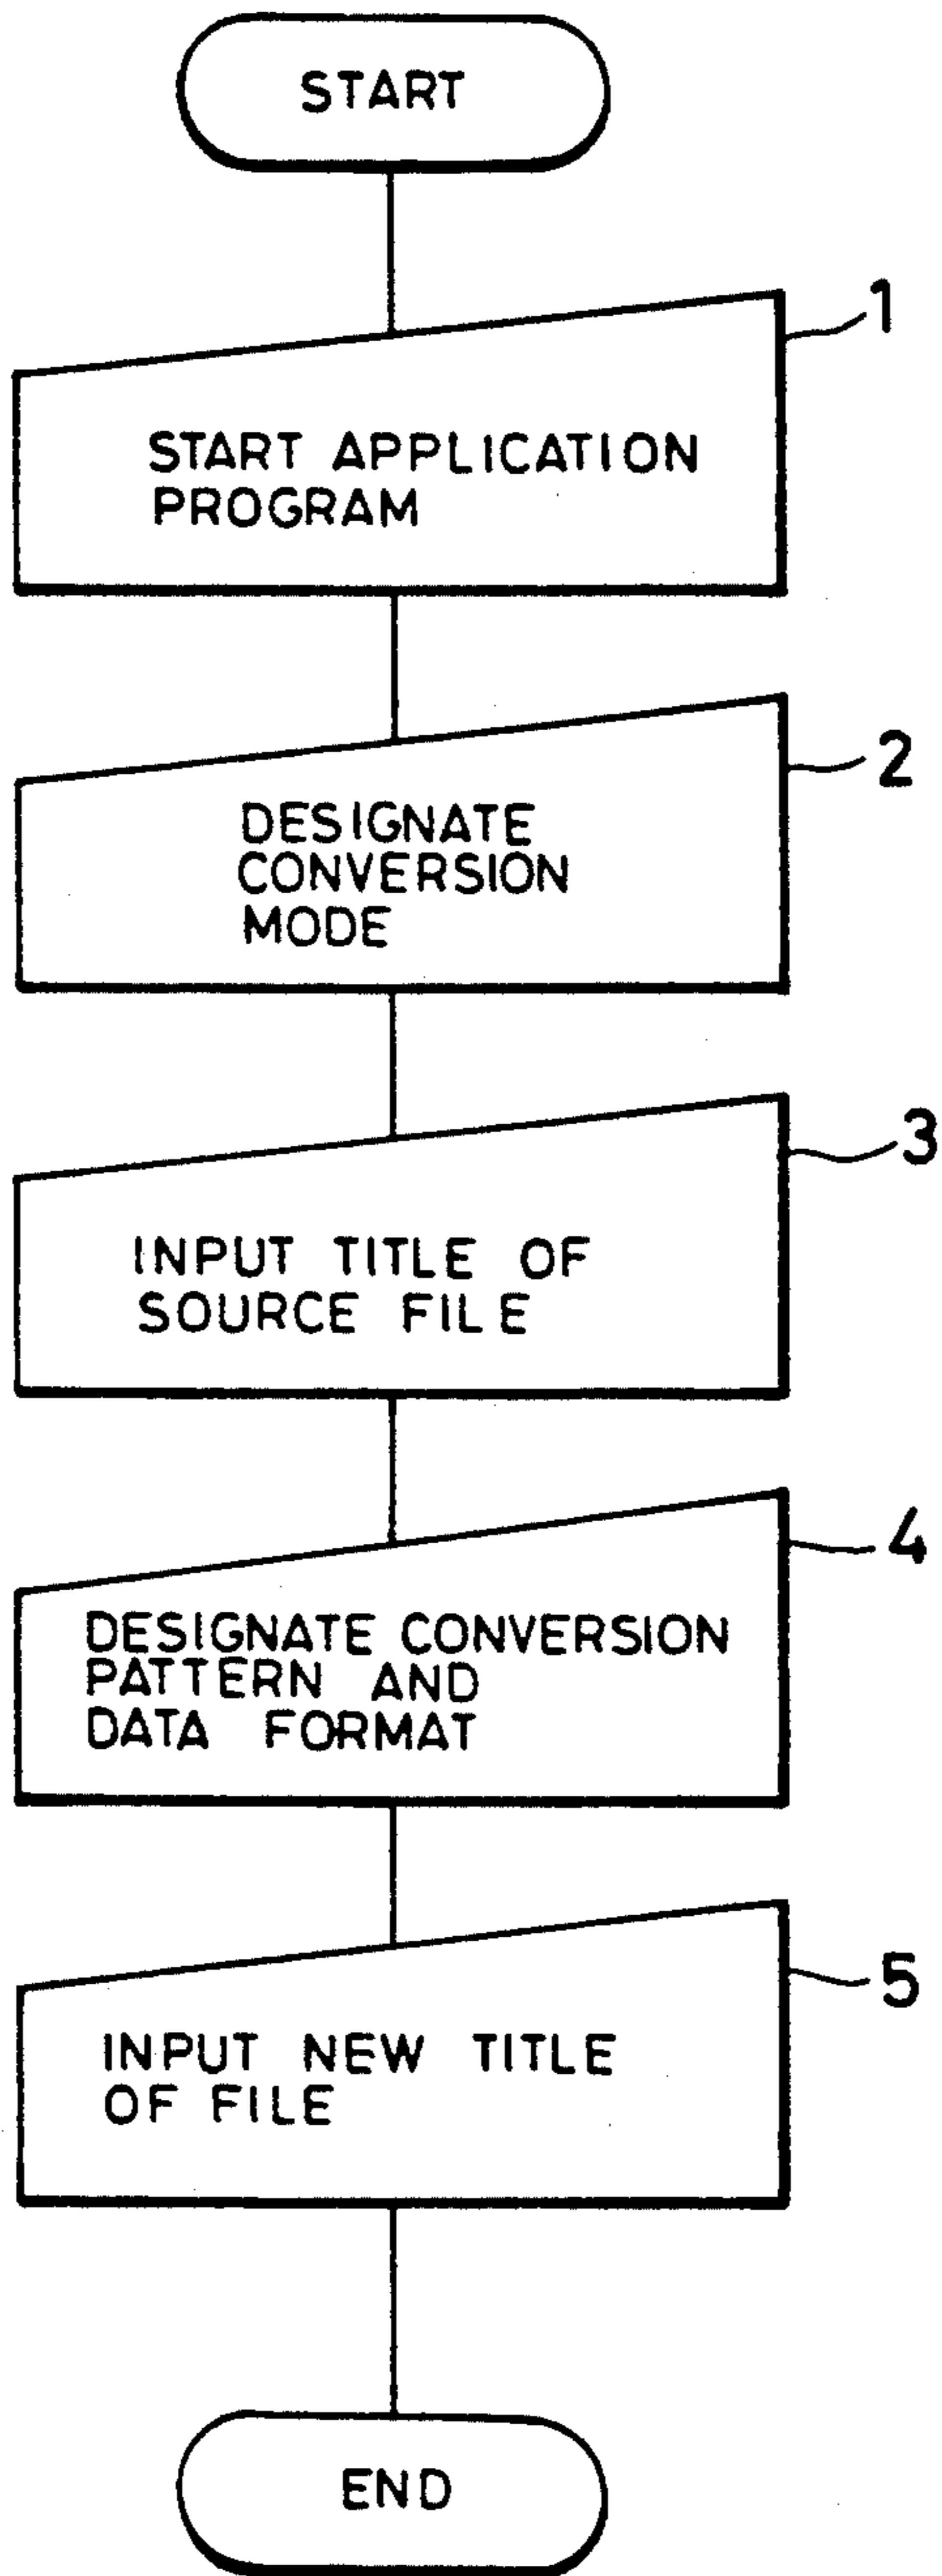 START
1
START APPLICATION
PROGRAM
2
DESIGNATE
CONVERSION
MODE
3
INPUT TITLE OF
SOURCE FILE
4
DESIGNATE CONVERSION
PATTERN AND
DATA FORMAT
5
INPUT NEW TITLE
OF FILE
END